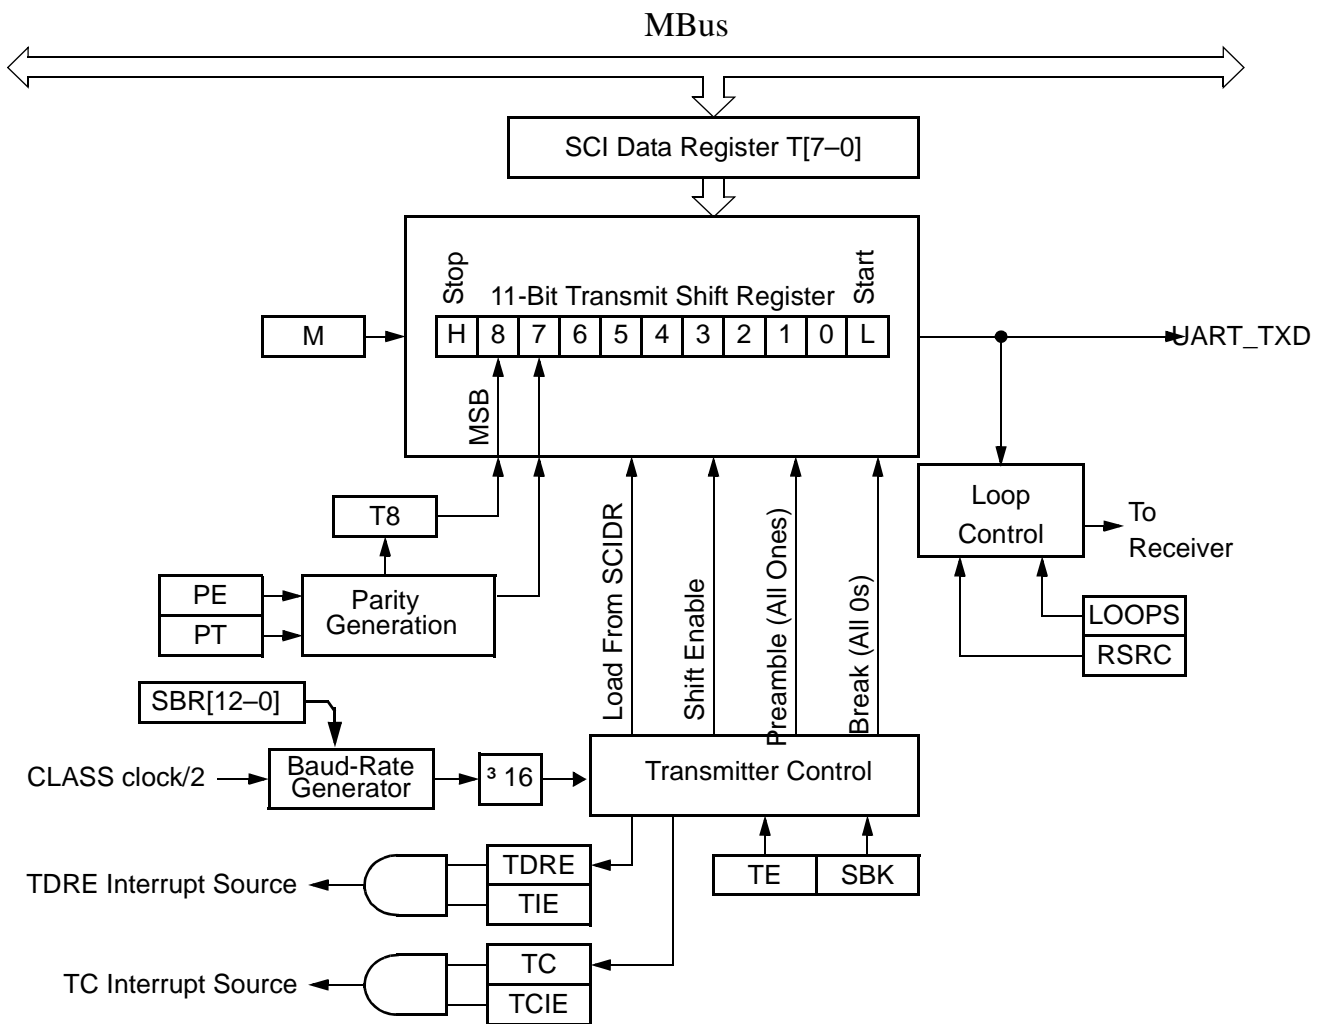 MBus
SCI Data Register T[7–0]
Stop
11-Bit Transmit Shift Register
Start
H 8 7 6 5 4 3 2 1 0 L
M
UART_TXD
MSB
T8
Loop
Control
To
Receiver
PE
PT
Parity
Generation
Load From SCIDR
Shift Enable
Preamble (All Ones)
Break (All 0s)
LOOPS
RSRC
SBR[12–0]
CLASS clock/2
Baud-Rate
Generator
³ 16
Transmitter Control
TE
SBK
TDRE Interrupt Source
TDRE
TIE
TC Interrupt Source
TC
TCIE